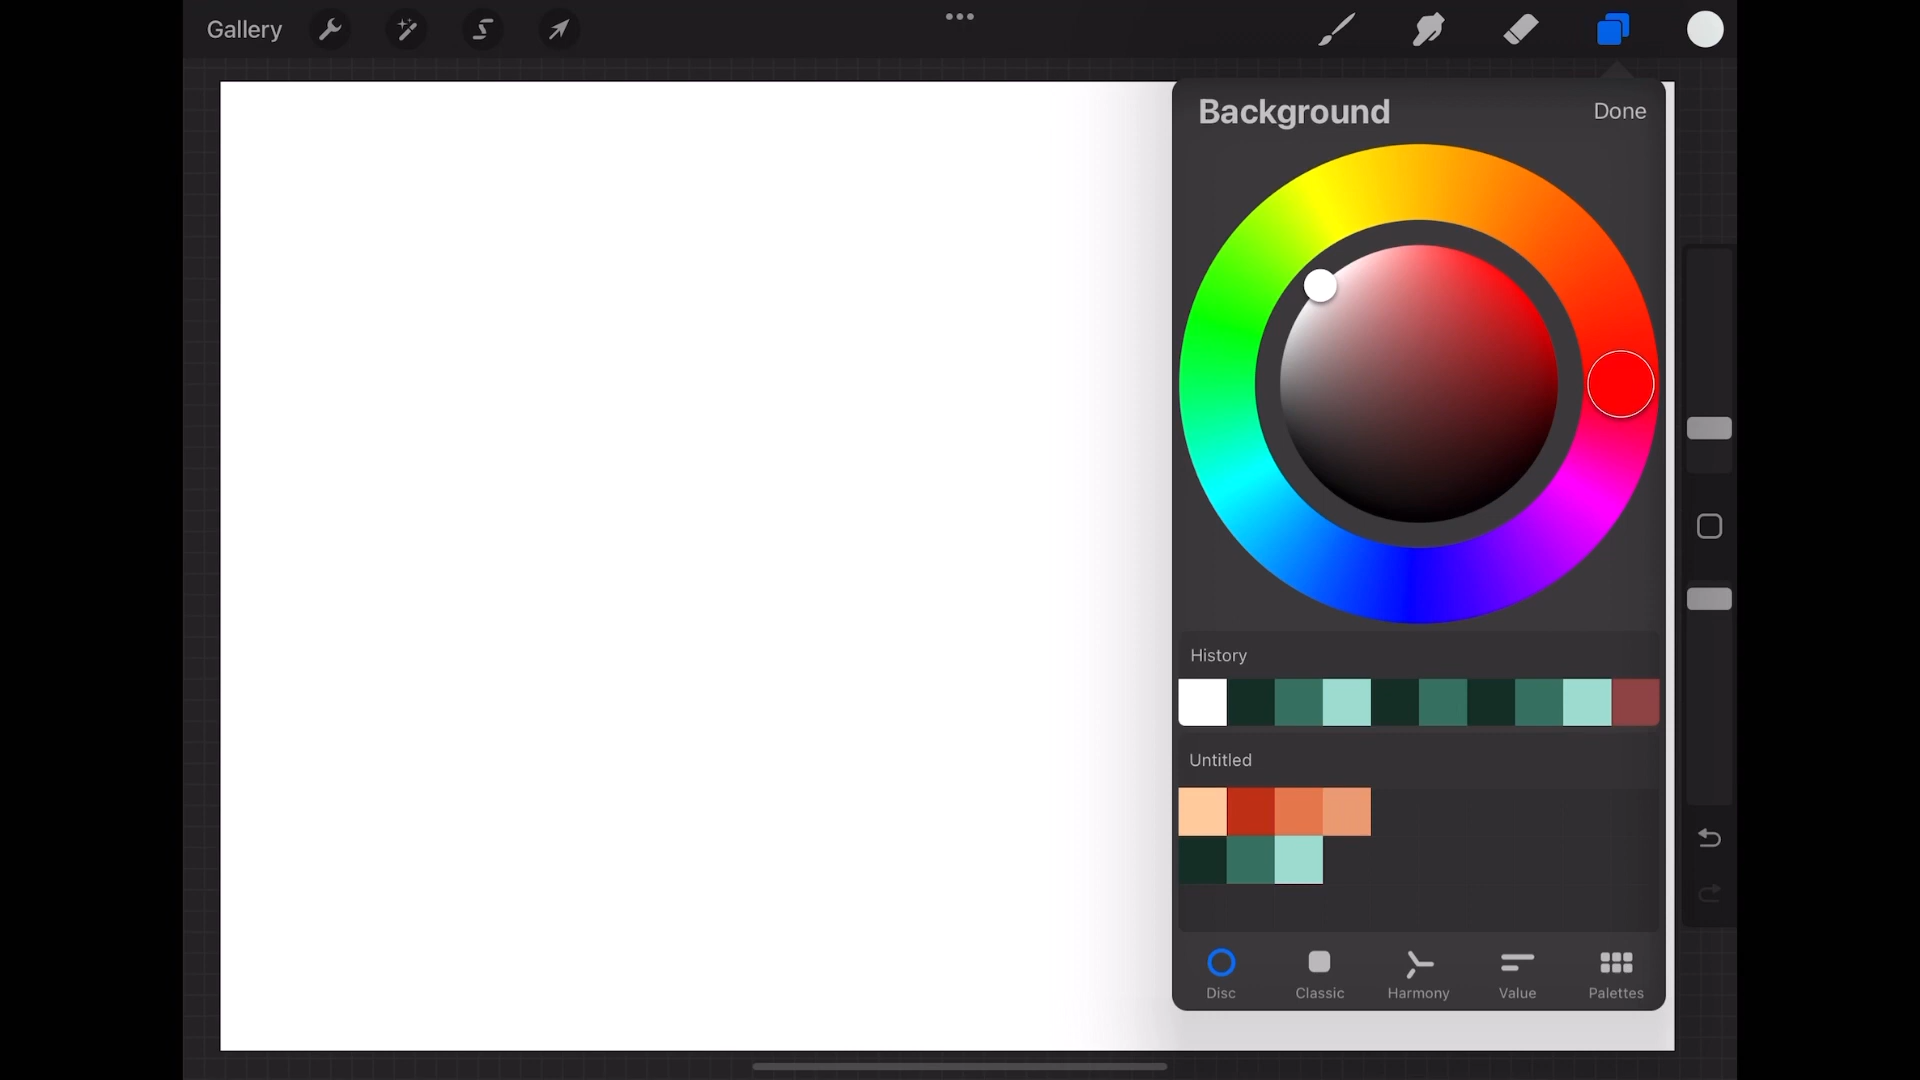 Gallery
Background
Done
History
Untitled
Disc
Classic
Harmony
Value
Palettes